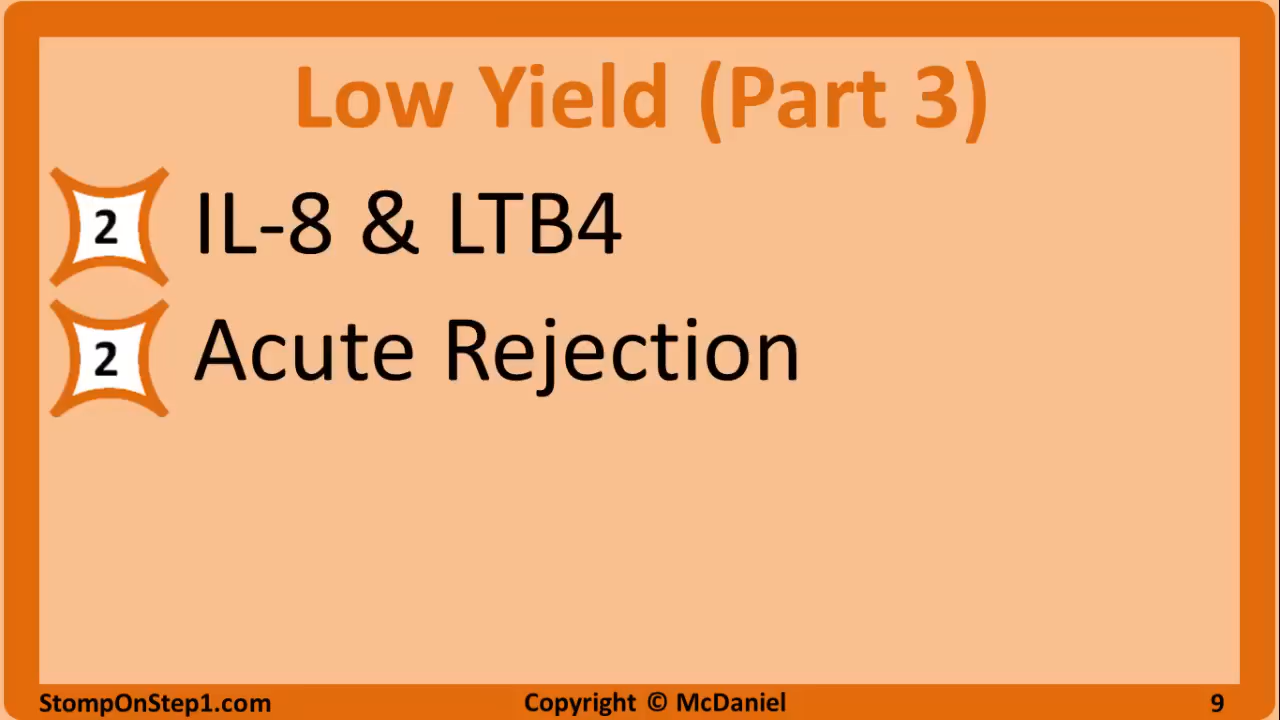 Low Yield (Part 3)
2 IL-8 & LTB4
2 Acute Rejection
StompOnStep1.com Copyright © McDaniel 9